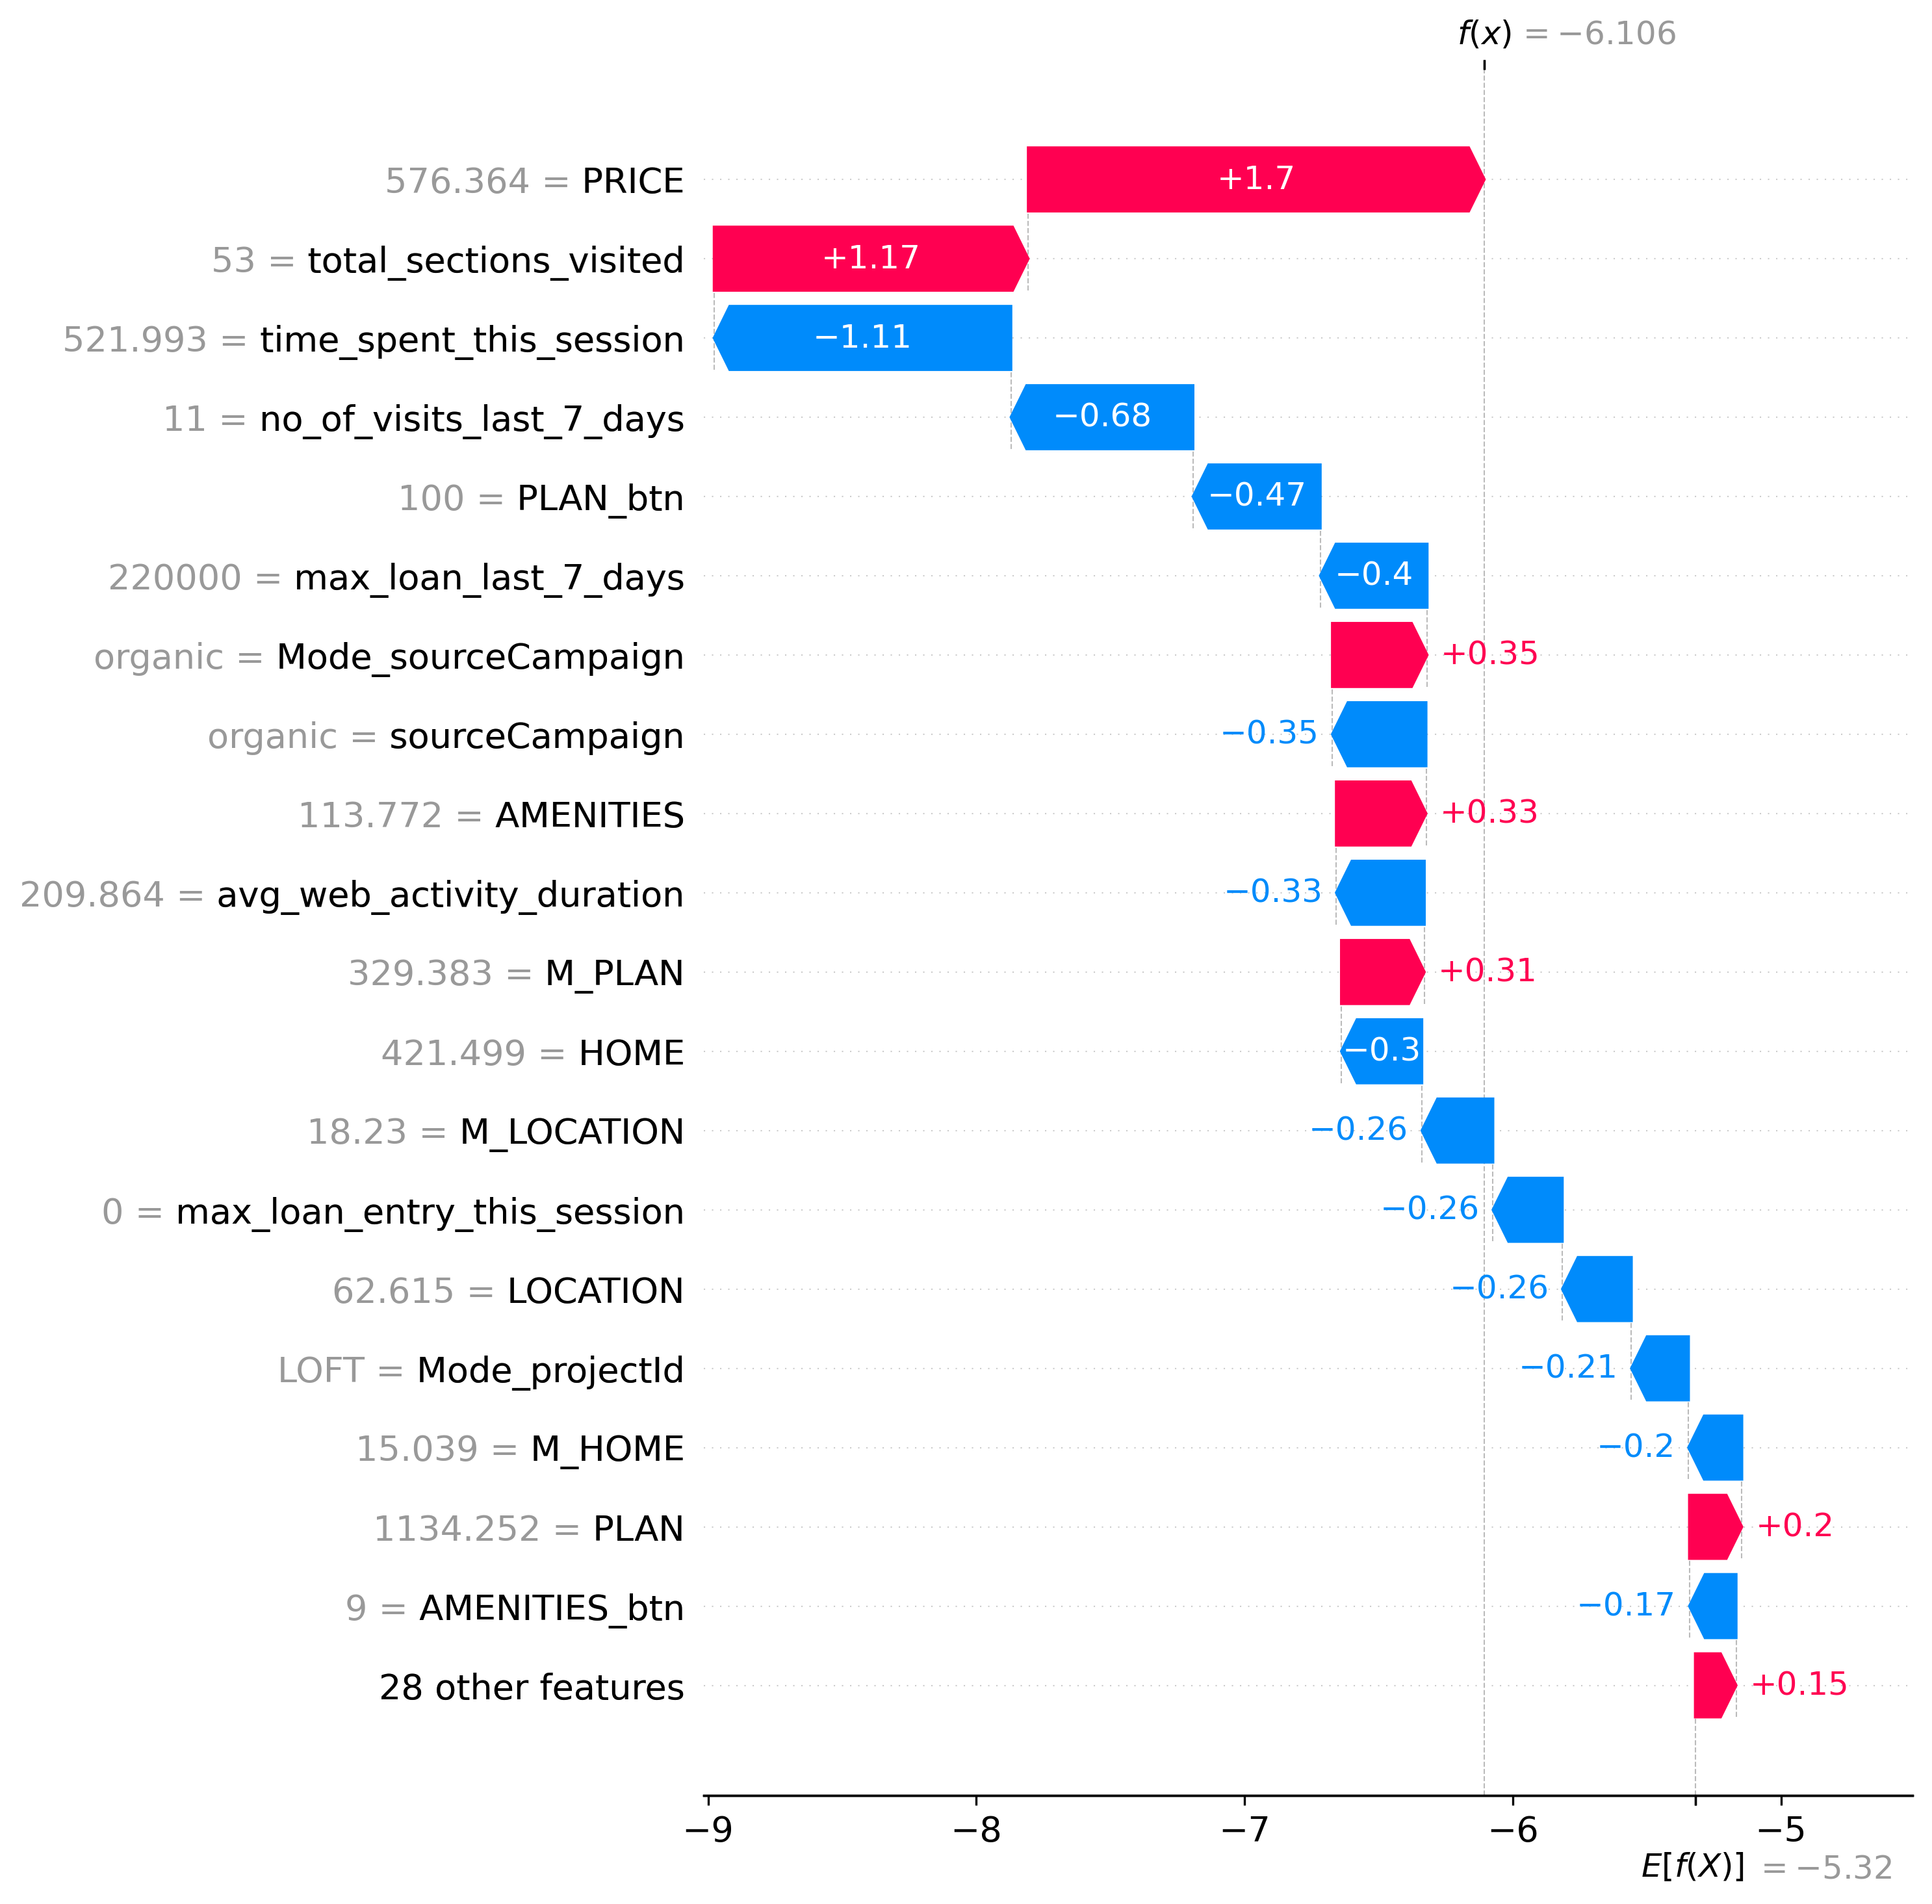 f(x) = −6.106
576.364 = PRICE +1.7
53 = total_sections_visited +1.17
521.993 = time_spent_this_session −1.11
11 = no_of_visits_last_7_days −0.68
100 = PLAN_btn −0.47
220000 = max_loan_last_7_days −0.4
organic = Mode_sourceCampaign +0.35
organic = sourceCampaign −0.35
113.772 = AMENITIES +0.33
209.864 = avg_web_activity_duration −0.33
329.383 = M_PLAN +0.31
421.499 = HOME −0.3
18.23 = M_LOCATION −0.26
0 = max_loan_entry_this_session −0.26
62.615 = LOCATION −0.26
LOFT = Mode_projectId −0.21
15.039 = M_HOME −0.2
1134.252 = PLAN +0.2
9 = AMENITIES_btn −0.17
28 other features +0.15
−9 −8 −7 −6 −5
E[f(X)] = −5.32